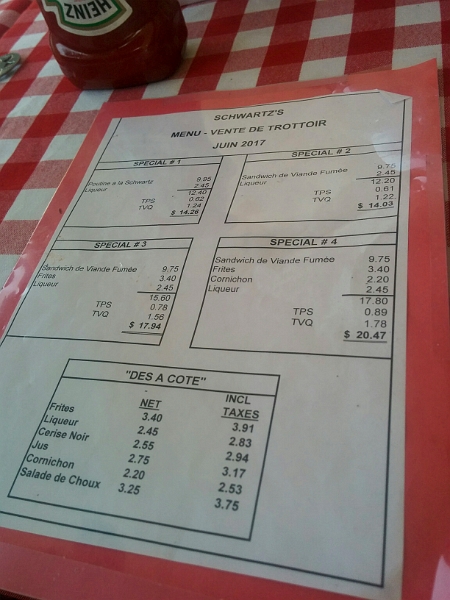 HEINZ
SCHWARTZ'S
MENU - VENTE DE TROTTOIR
JUIN 2017
SPECIAL # 1
Poutine a la Schwartz 9.95
Liqueur 2.45
12.40
TPS 0.62
TVQ 1.24
$ 14.26
SPECIAL # 2
Sandwich de Viande Fumée 9.75
Liqueur 2.45
12.20
TPS 0.61
TVQ 1.22
$ 14.03
SPECIAL # 3
Sandwich de Viande Fumée 9.75
Frites 3.40
Liqueur 2.45
15.60
TPS 0.78
TVQ 1.56
$ 17.94
SPECIAL # 4
Sandwich de Viande Fumée 9.75
Frites 3.40
Cornichon 2.20
Liqueur 2.45
17.80
TPS 0.89
TVQ 1.78
$ 20.47
"DES A COTE"
NET INCL TAXES
Frites 3.40 3.91
Liqueur 2.45 2.83
Cerise Noir 2.55 2.94
Jus 2.75 3.17
Cornichon 2.20 2.53
Salade de Choux 3.25 3.75